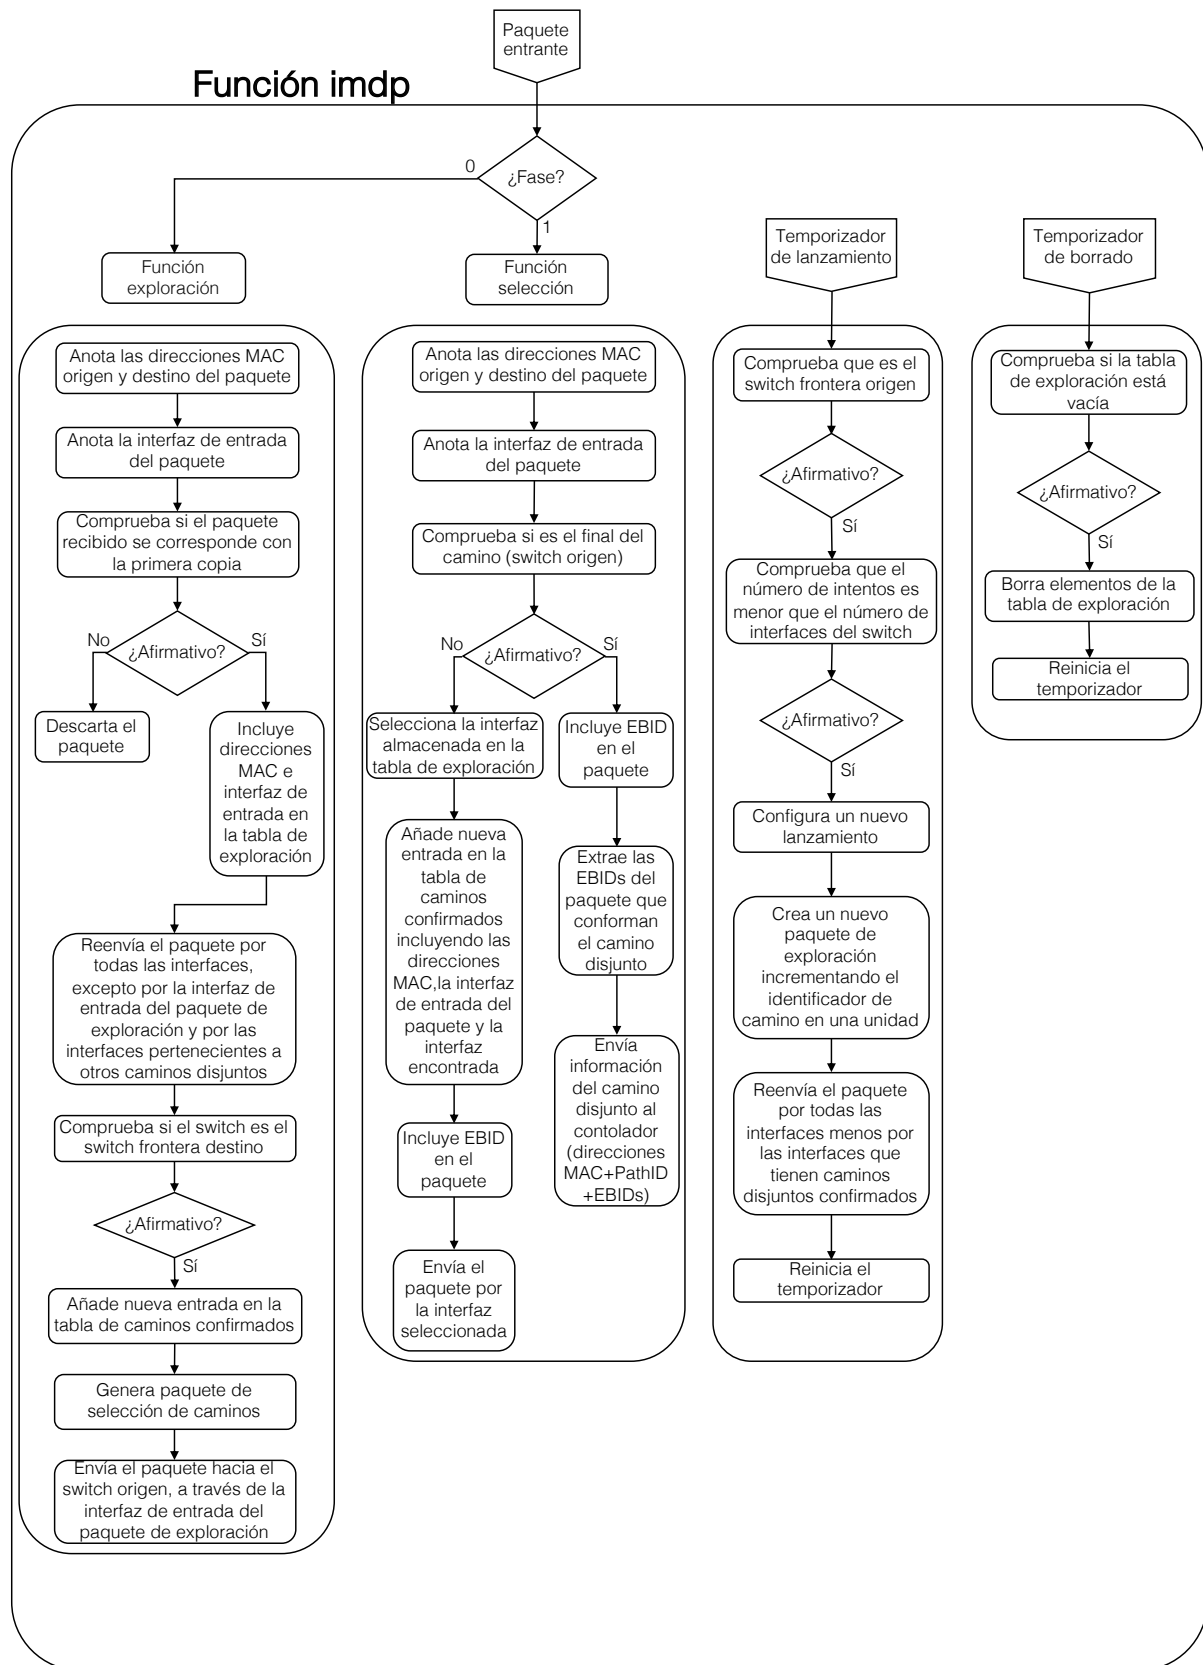 Paquete
entrante
Función imdp
¿Fase?
0
1
Función
exploración
Función
selección
Temporizador
de lanzamiento
Temporizador
de borrado
Anota las direcciones MAC
origen y destino del paquete
Anota la interfaz de entrada
del paquete
Comprueba si el paquete
recibido se corresponde con
la primera copia
¿Afirmativo?
No
Sí
Descarta el
paquete
Incluye
direcciones
MAC e
interfaz de
entrada en
la tabla de
exploración
Reenvía el paquete por
todas las interfaces,
excepto por la interfaz de
entrada del paquete de
exploración y por las
interfaces pertenecientes a
otros caminos disjuntos
Comprueba si el switch es el
switch frontera destino
¿Afirmativo?
Sí
Añade nueva entrada en la
tabla de caminos confirmados
Genera paquete de
selección de caminos
Envía el paquete hacia el
switch origen, a través de la
interfaz de entrada del
paquete de exploración
Anota las direcciones MAC
origen y destino del paquete
Anota la interfaz de entrada
del paquete
Comprueba si es el final del
camino (switch origen)
¿Afirmativo?
No
Sí
Selecciona la interfaz
almacenada en la
tabla de exploración
Añade nueva
entrada en la
tabla de
caminos
confirmados
incluyendo las
direcciones
MAC,la interfaz
de entrada del
paquete y la
interfaz
encontrada
Incluye EBID
en el
paquete
Envía el
paquete por
la interfaz
seleccionada
Incluye EBID
en el
paquete
Extrae las
EBIDs del
paquete que
conforman
el camino
disjunto
Envía
información
del camino
disjunto al
contolador
(direcciones
MAC+PathID
+EBIDs)
Comprueba que es el
switch frontera origen
¿Afirmativo?
Sí
Comprueba que el
número de intentos es
menor que el número de
interfaces del switch
¿Afirmativo?
Sí
Configura un nuevo
lanzamiento
Crea un nuevo
paquete de
exploración
incrementando el
identificador de
camino en una unidad
Reenvía el paquete
por todas las
interfaces menos por
las interfaces que
tienen caminos
disjuntos confirmados
Reinicia el
temporizador
Comprueba si la tabla
de exploración está
vacía
¿Afirmativo?
Sí
Borra elementos de la
tabla de exploración
Reinicia el
temporizador